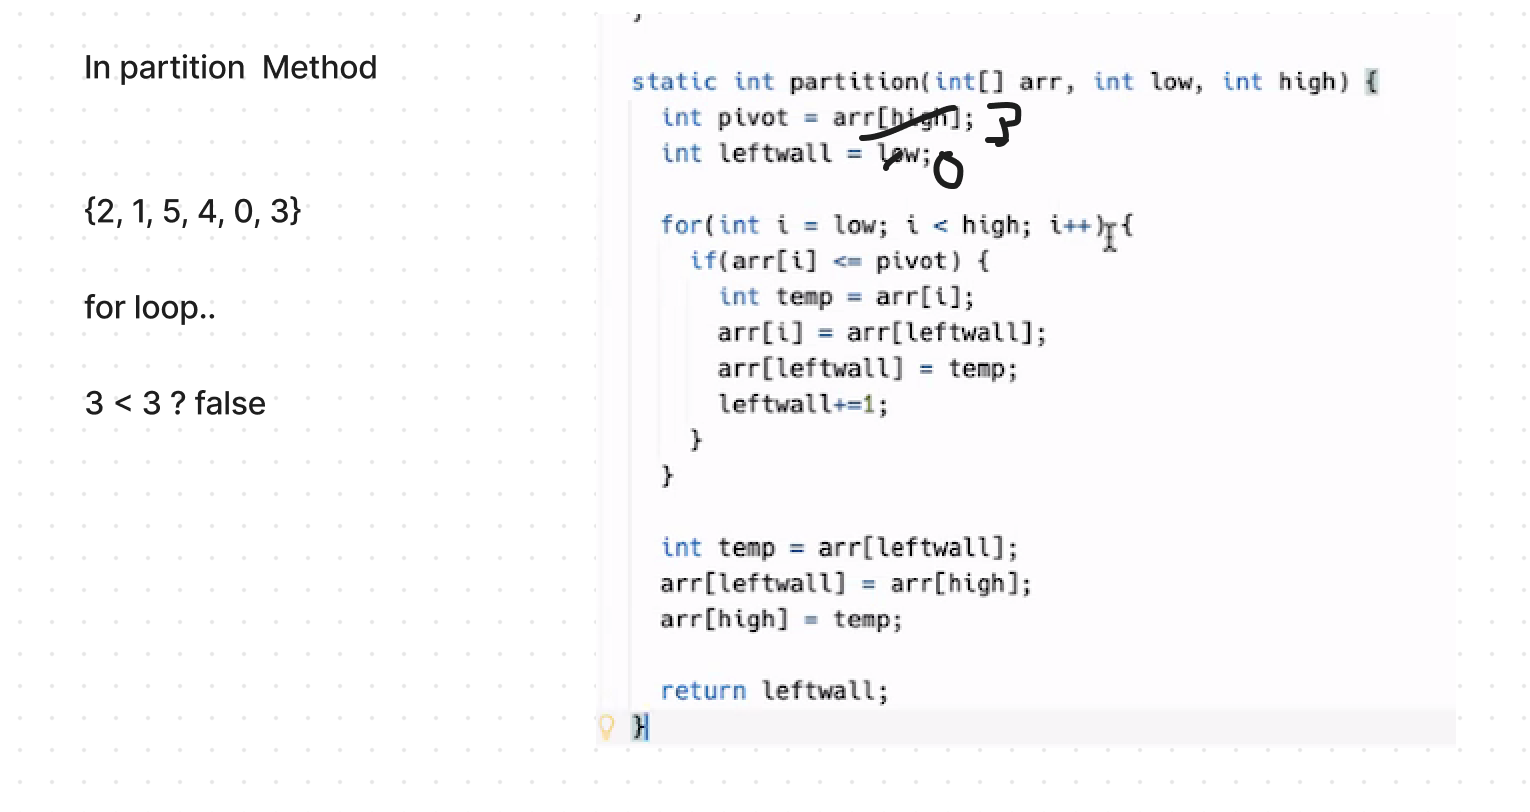 In partition Method
{2, 1, 5, 4, 0, 3}
for loop..
3 < 3 ? false
}
static int partition(int[] arr, int low, int high) {
int pivot = arr[high]; 3
int leftwall = low; 0
for(int i = low; i < high; i++) {
if(arr[i] <= pivot) {
int temp = arr[i];
arr[i] = arr[leftwall];
arr[leftwall] = temp;
leftwall+=1;
}
}
int temp = arr[leftwall];
arr[leftwall] = arr[high];
arr[high] = temp;
return leftwall;
}